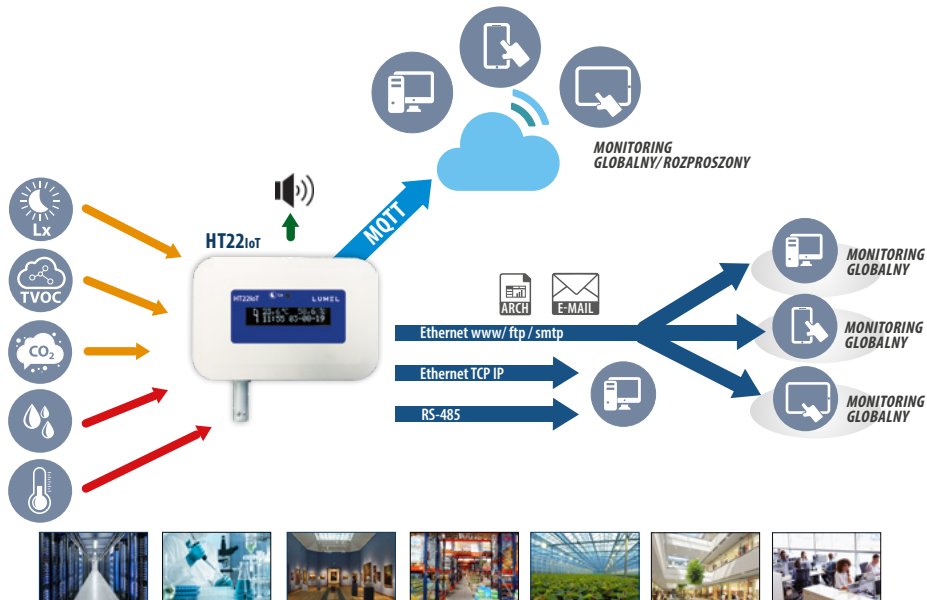 MONITORING
GLOBALNY/ROZPROSZONY
MQTT
Lx
HT22IoT
TVOC
HT22IoT
LUMEL
MONITORING
GLOBALNY
ARCH
E-MAIL
CO₂
Ethernet www/ ftp / smtp
MONITORING
GLOBALNY
Ethernet TCP IP
RS-485
MONITORING
GLOBALNY